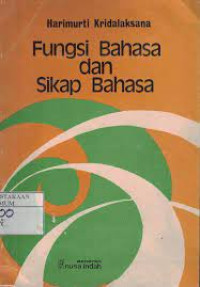 Harimurti Kridalaksana
Fungsi Bahasa
dan
Sikap Bahasa
nusa indah